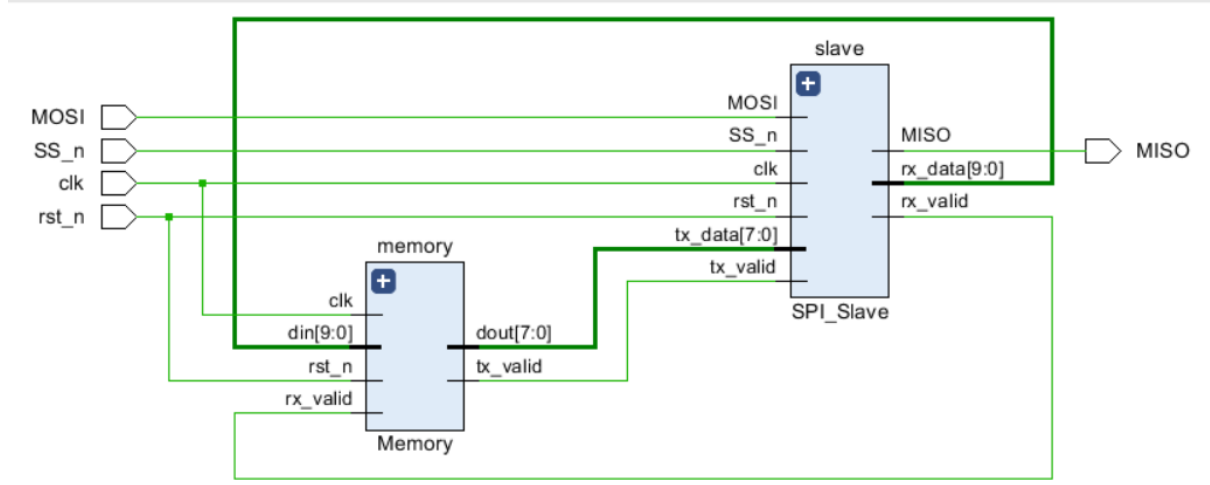 slave
MOSI
MOSI
SS_n
SS_n
MISO
MISO
clk
clk
rx_data[9:0]
rst_n
rst_n
rx_valid
tx_data[7:0]
memory
tx_valid
clk
SPI_Slave
din[9:0]
dout[7:0]
rst_n
tx_valid
rx_valid
Memory